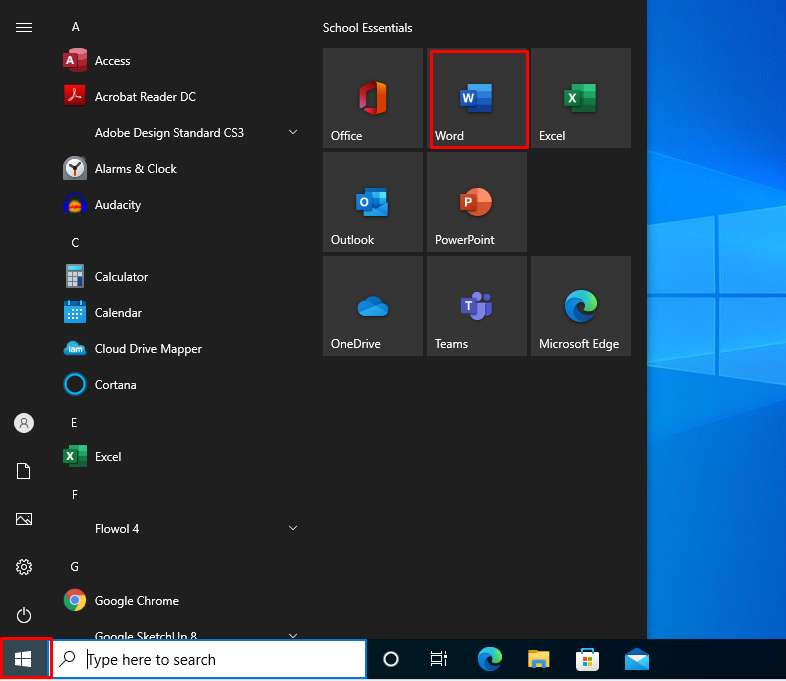 A
Access
Acrobat Reader DC
Adobe Design Standard CS3
Alarms & Clock
Audacity
C
Calculator
Calendar
Cloud Drive Mapper
Cortana
E
Excel
F
Flowol 4
G
Google Chrome
Google SketchUp 8
School Essentials
Office
Word
Excel
Outlook
PowerPoint
OneDrive
Teams
Microsoft Edge
Type here to search